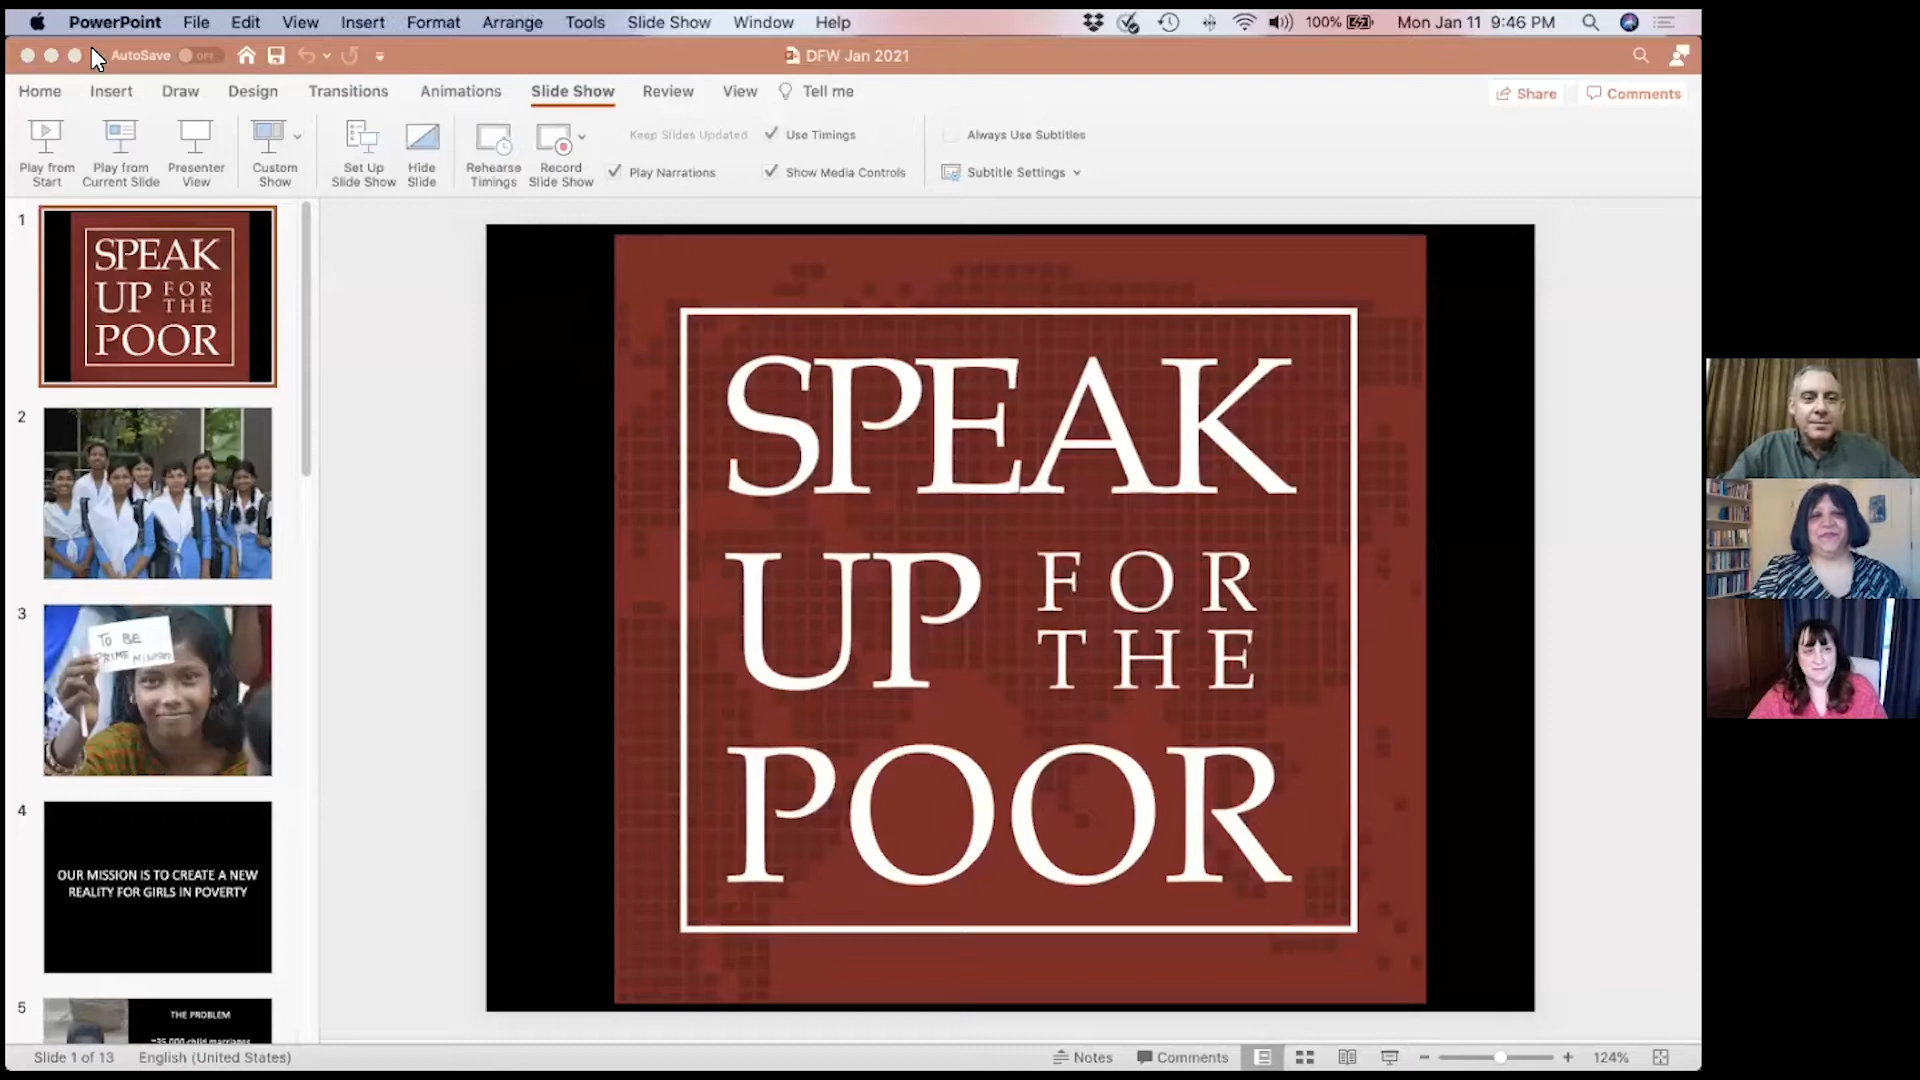 PowerPoint File Edit View Insert Format Arrange Tools Slide Show Window Help 100% Mon Jan 11 9:46 PM
AutoSave OFF DFW Jan 2021
Home Insert Draw Design Transitions Animations Slide Show Review View Tell me Share Comments
Play from Start
Play from Current Slide
Presenter View
Custom Show
Set Up Slide Show
Hide Slide
Rehearse Timings
Record Slide Show
Keep Slides Updated Use Timings Always Use Subtitles
Play Narrations Show Media Controls Subtitle Settings
1
SPEAK
UP FOR THE
POOR
2
3
TO BE
PRIME
4
OUR MISSION IS TO CREATE A NEW
REALITY FOR GIRLS IN POVERTY
5
THE PROBLEM
~35,000 child marriages
SPEAK
UP FOR THE
POOR
Slide 1 of 13 English (United States) Notes Comments 124%